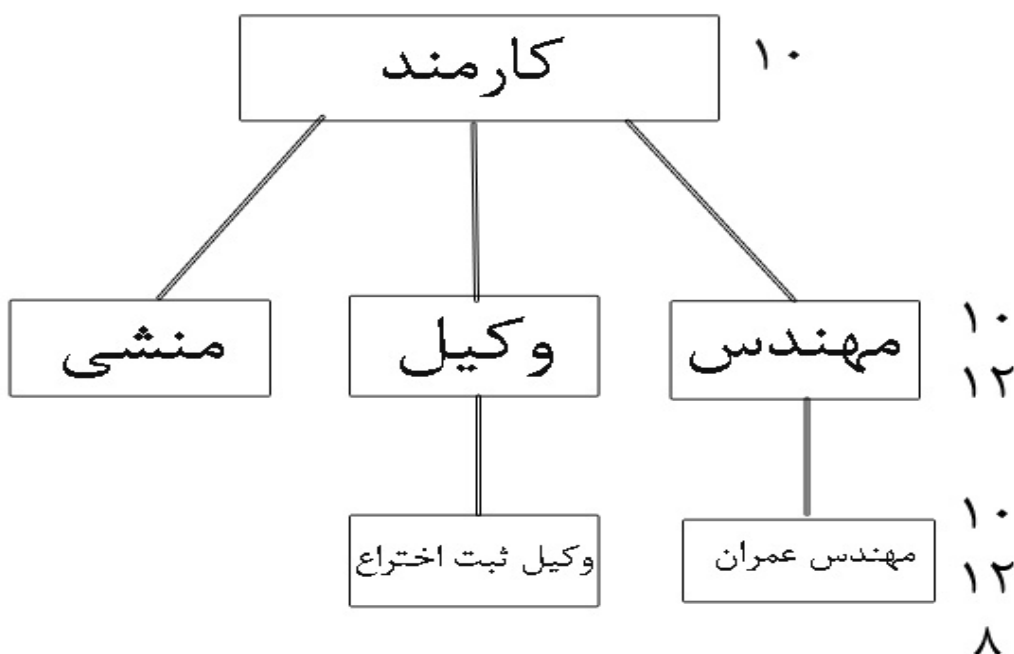 کارمند ۱۰
مهندس وکیل منشی
۱۰
۱۲
مهندس عمران وکیل ثبت اختراع
۱۰
۱۲
۸